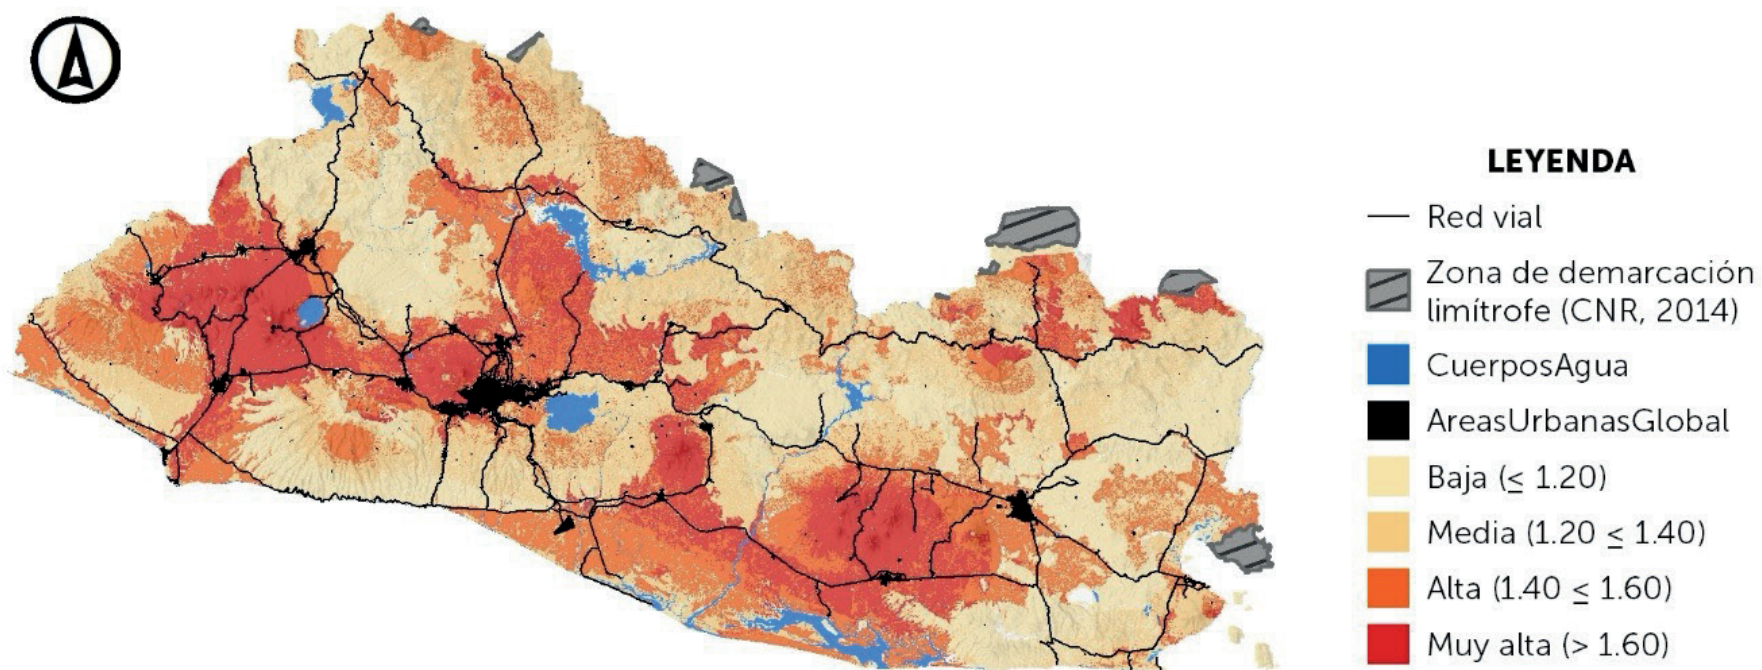 LEYENDA
Red vial
Zona de demarcación
limítrofe (CNR, 2014)
CuerposAgua
AreasUrbanasGlobal
Baja (≤ 1.20)
Media (1.20 ≤ 1.40)
Alta (1.40 ≤ 1.60)
Muy alta (> 1.60)